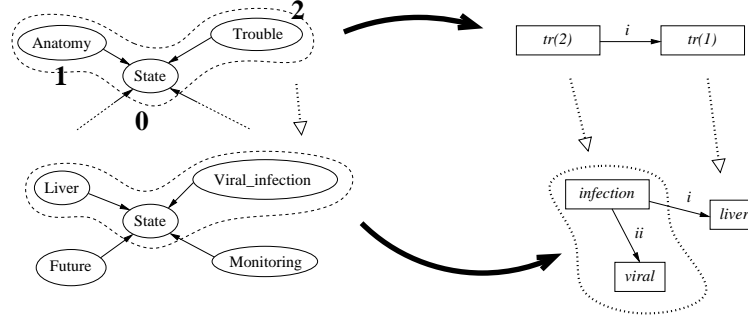 2
Anatomy
Trouble
1
State
0
tr(2)
i
tr(1)
Liver
Viral_infection
State
Future
Monitoring
infection
i
liver
ii
viral